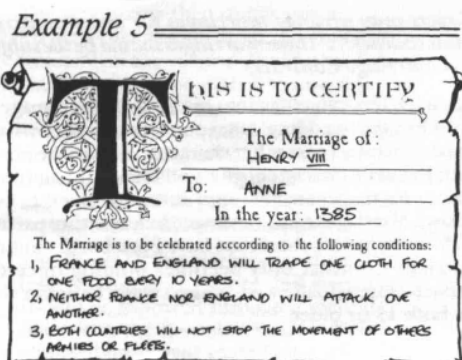 Example 5
THIS IS TO CERTIFY
The Marriage of:
HENRY VIII
To: ANNE
In the year: 1385
The Marriage is to be celebrated acccording to the following conditions:
1, FRANCE AND ENGLAND WILL TRADE ONE CLOTH FOR
ONE FOOD EVERY 10 YEARS.
2, NEITHER FRANCE NOR ENGLAND WILL ATTACK ONE
ANOTHER.
3, BOTH COUNTRIES WILL NOT STOP THE MOVEMENT OF OTHERS
ARMIES OR FLEETS.